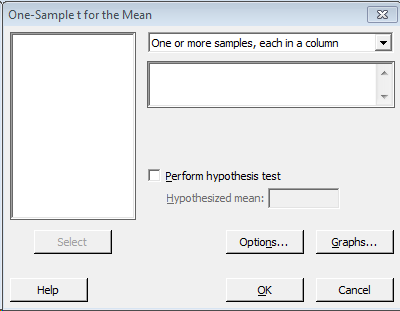 One-Sample t for the Mean
One or more samples, each in a column
Perform hypothesis test
Hypothesized mean:
Select
Options...
Graphs...
Help
OK
Cancel